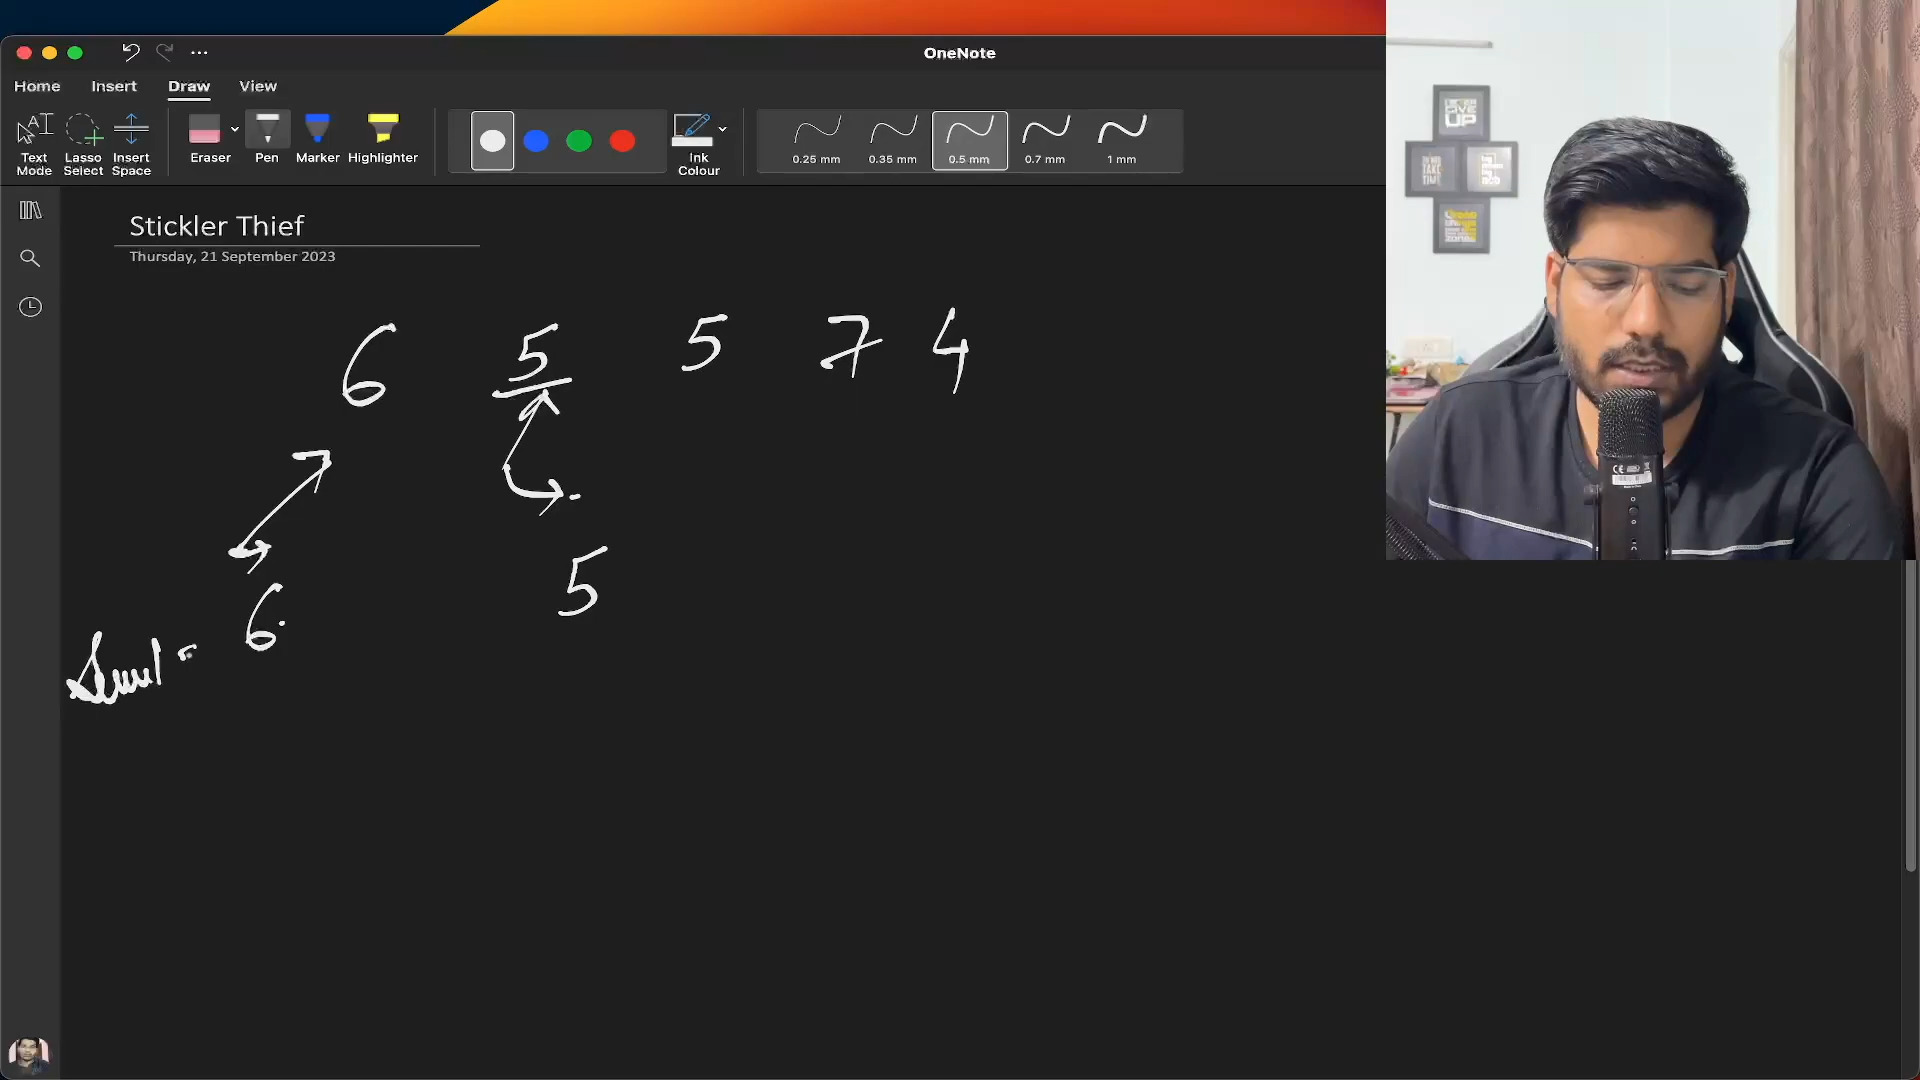 OneNote
Home Insert Draw View
Text Mode
Lasso Select
Insert Space
Eraser
Pen
Marker
Highlighter
Ink Colour
0.25 mm
0.35 mm
0.5 mm
0.7 mm
1 mm
Stickler Thief
Thursday, 21 September 2023
6 5 5 7 4
5
6
Sum1 =